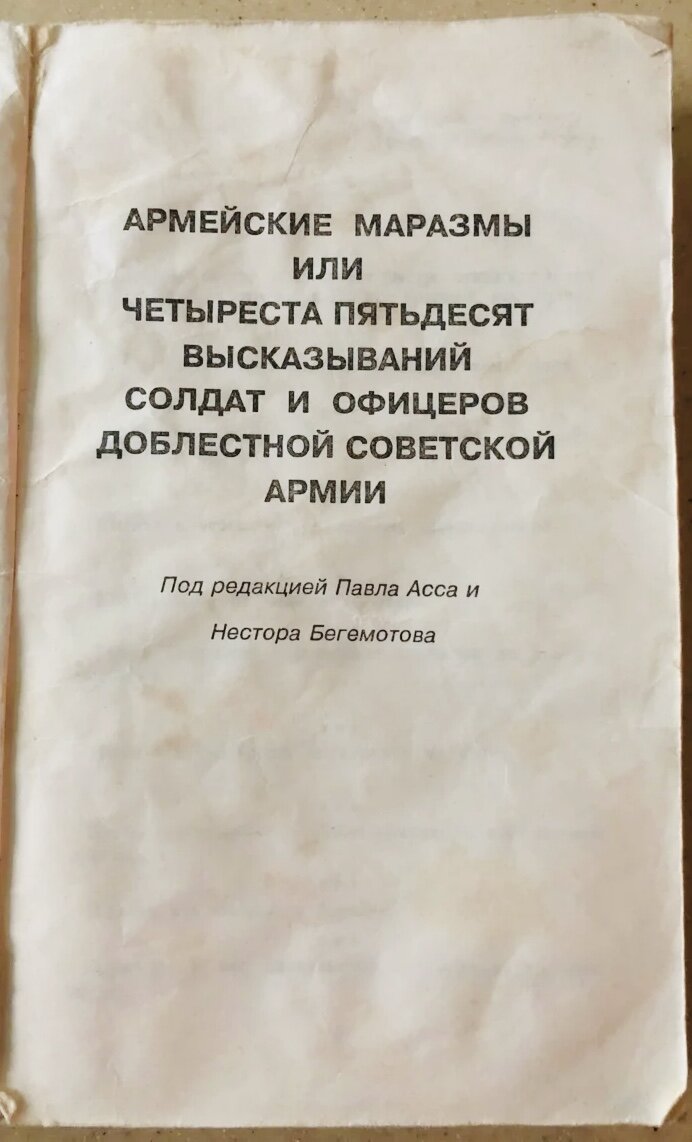 АРМЕЙСКИЕ МАРАЗМЫ
ИЛИ
ЧЕТЫРЕСТА ПЯТЬДЕСЯТ
ВЫСКАЗЫВАНИЙ
СОЛДАТ И ОФИЦЕРОВ
ДОБЛЕСТНОЙ СОВЕТСКОЙ
АРМИИ
Под редакцией Павла Асса и
Нестора Бегемотова